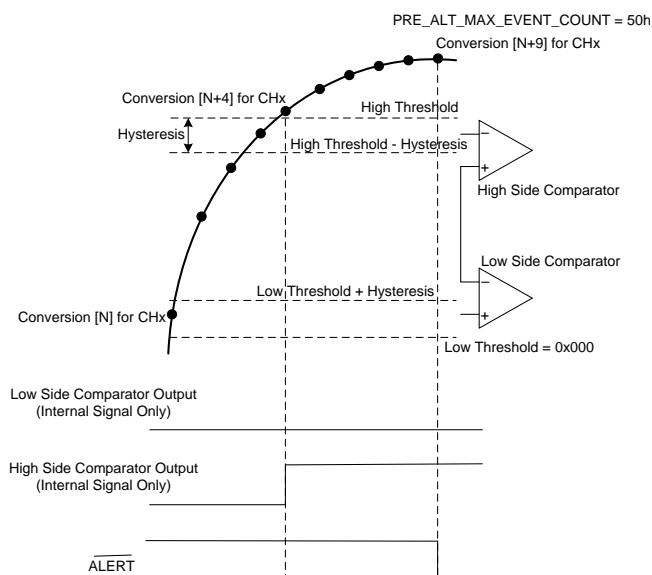 PRE_ALT_MAX_EVENT_COUNT = 50h
Conversion [N+9] for CHx
Conversion [N+4] for CHx
High Threshold
Hysteresis
High Threshold - Hysteresis
-
+
High Side Comparator
Low Side Comparator
-
+
Low Threshold + Hysteresis
Conversion [N] for CHx
Low Threshold = 0x000
Low Side Comparator Output
(Internal Signal Only)
High Side Comparator Output
(Internal Signal Only)
ALERT